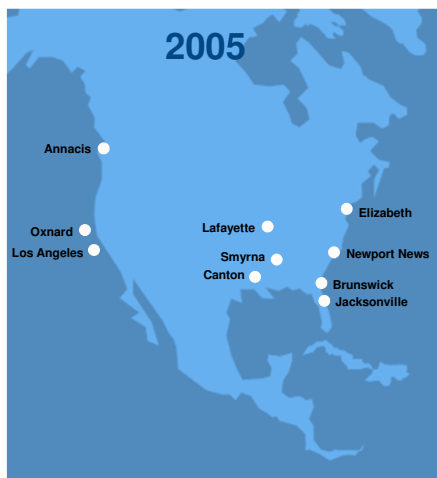 2005
Annacis
Elizabeth
Lafayette
Oxnard
Los Angeles
Newport News
Smyrna
Canton
Brunswick
Jacksonville